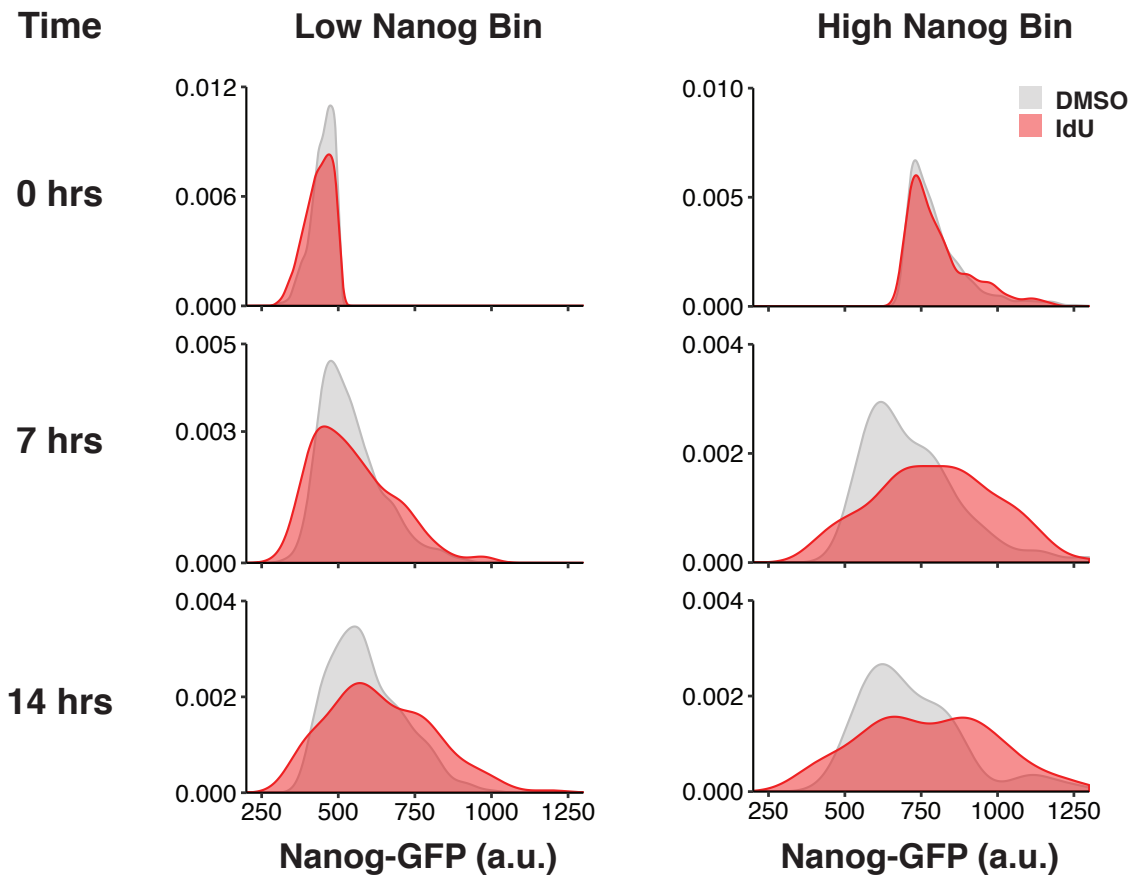 Time Low Nanog Bin High Nanog Bin
0.012 0.010
DMSO
IdU
0 hrs 0.006 0.005
0.000 0.000
0.005 0.004
7 hrs 0.003 0.002
0.000 0.000
0.004 0.004
14 hrs 0.002 0.002
0.000 0.000
250 500 750 1000 1250 250 500 750 1000 1250
Nanog-GFP (a.u.) Nanog-GFP (a.u.)